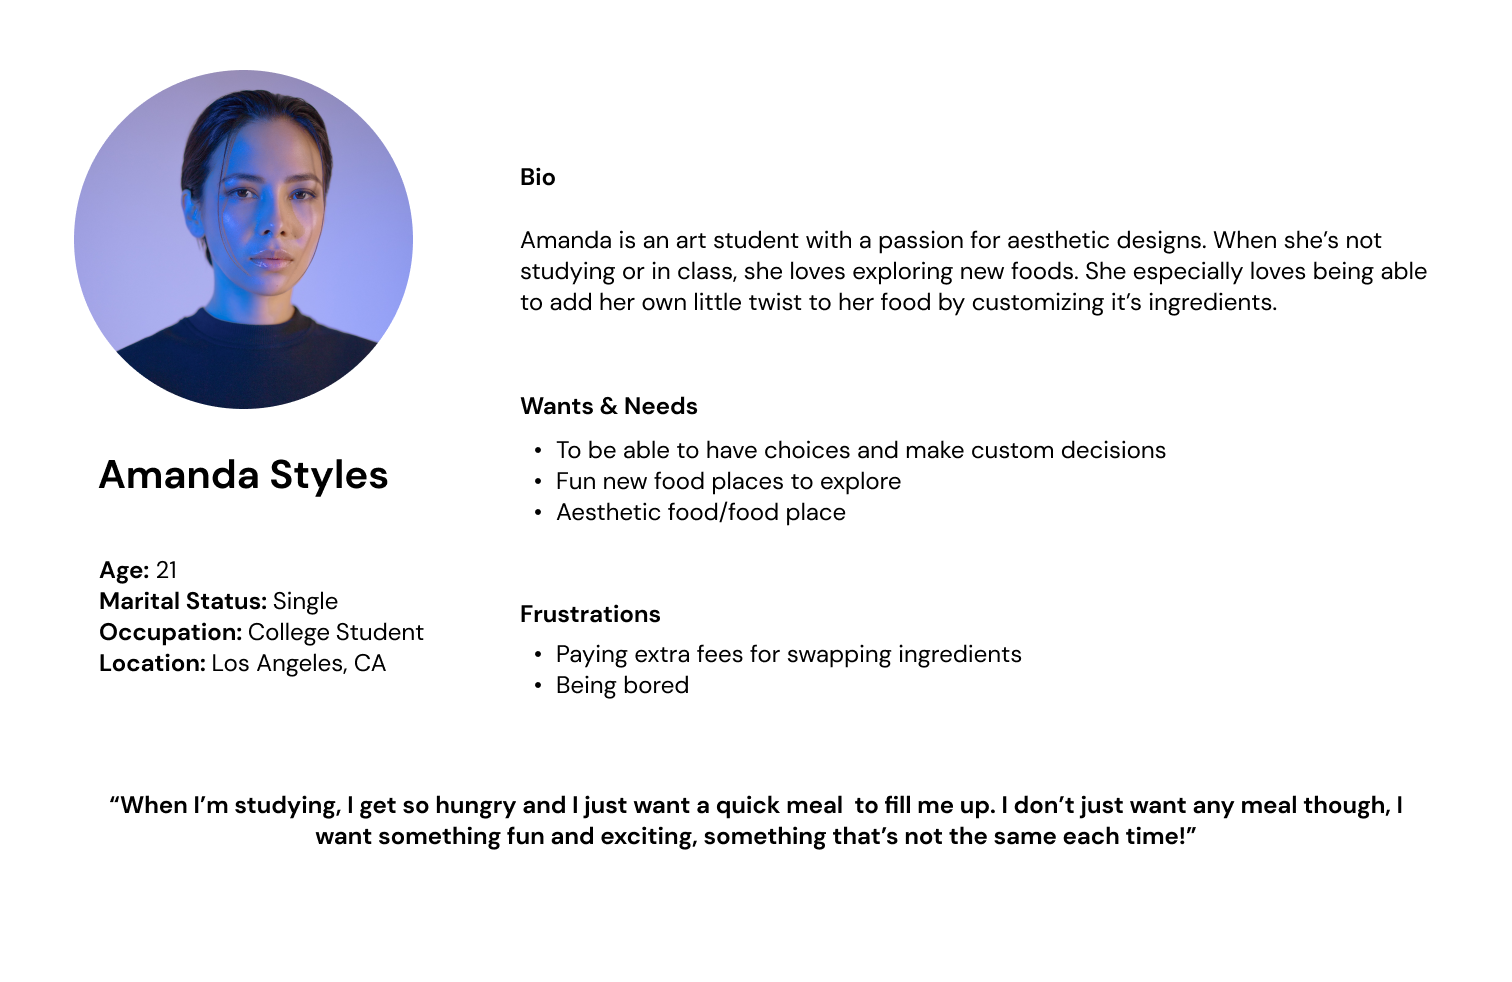 Amanda Styles
Age: 21
Marital Status: Single
Occupation: College Student
Location: Los Angeles, CA
Bio
Amanda is an art student with a passion for aesthetic designs. When she’s not
studying or in class, she loves exploring new foods. She especially loves being able
to add her own little twist to her food by customizing it’s ingredients.
Wants & Needs
• To be able to have choices and make custom decisions
• Fun new food places to explore
• Aesthetic food/food place
Frustrations
• Paying extra fees for swapping ingredients
• Being bored
“When I’m studying, I get so hungry and I just want a quick meal  to fill me up. I don’t just want any meal though, I
want something fun and exciting, something that’s not the same each time!”